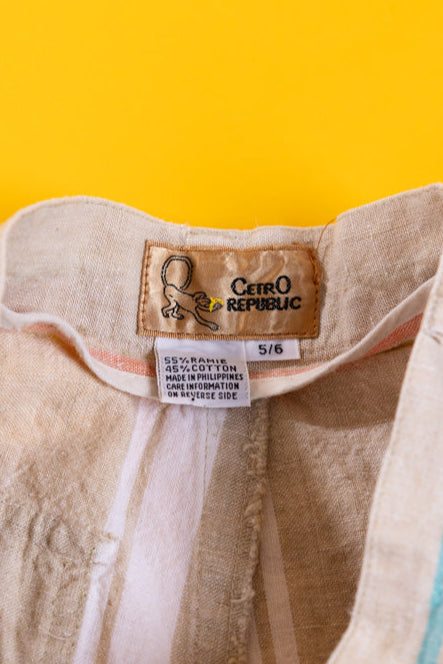 CETRO
REPUBLIC
5/6
55% RAMIE
45% COTTON
MADE IN PHILIPPINES
CARE INFORMATION
ON REVERSE SIDE